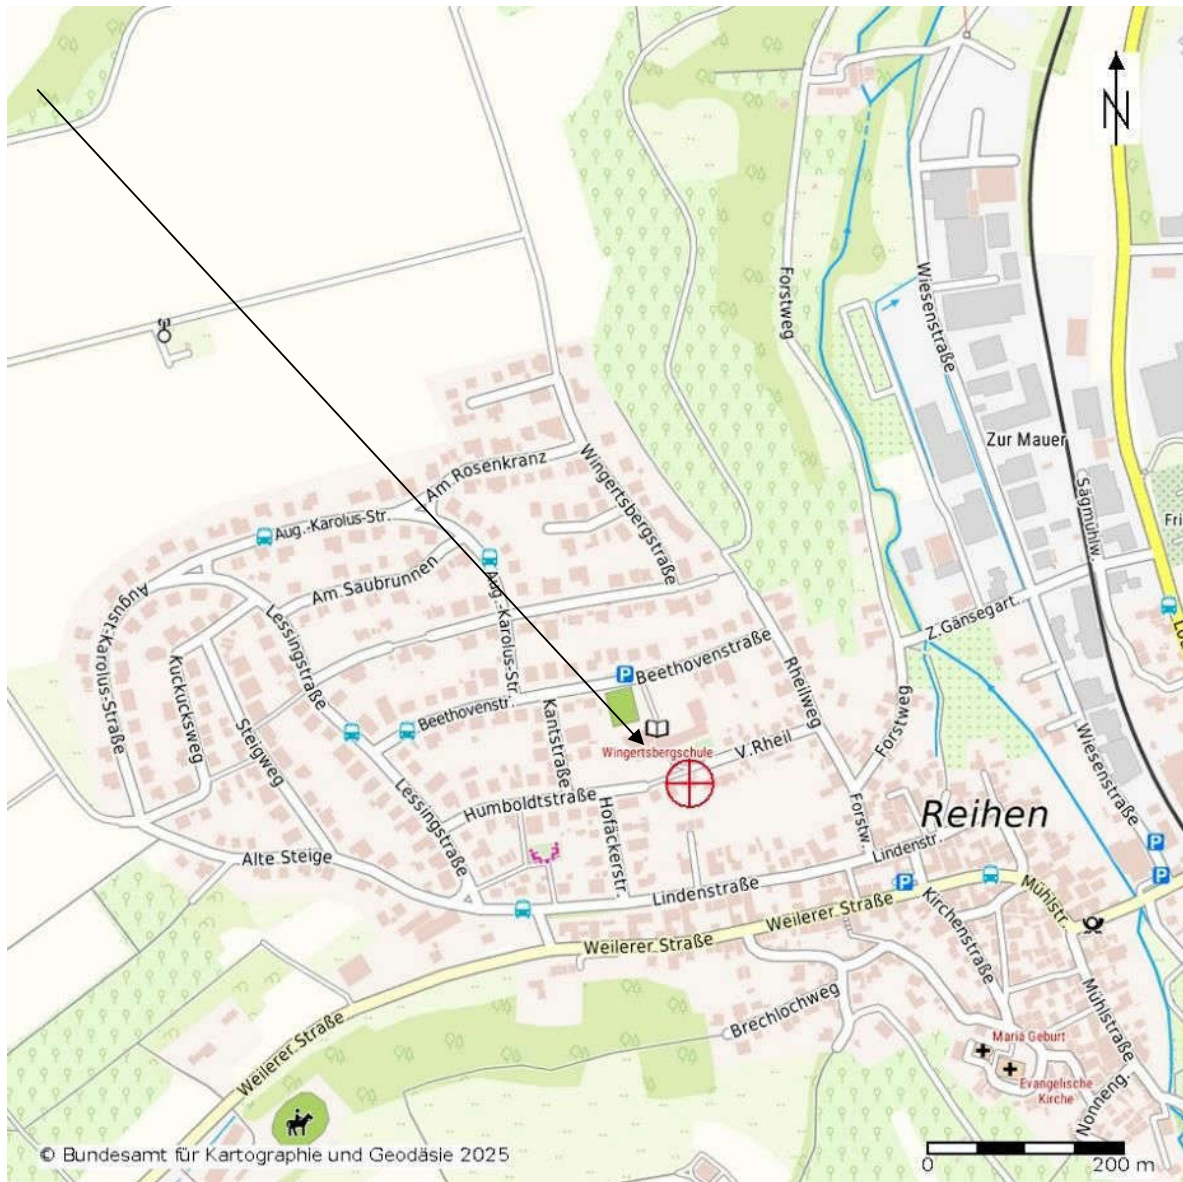 N
Forstweg
Wiesenstraße
Zur Mauer
Am Rosenkranz
Wingertsbergstraße
Sägmühlw.
Fri
Aug.-Karolus-Str.
Am Saubrunnen
Aug.-Karolus-Str.
August-Karolus-Straße
Lessingstraße
Z.Gänsegart.
P
Beethovenstraße
Rheilweg
Kuckucksweg
Steigweg
Beethovenstr.
Kantstraße
Forstweg
Wingertsbergschule
V.Rheil
Wiesenstraße
Lessingstraße
Humboldtstraße
Hofäckerstr.
Forstw.
Reihen
Lindenstr.
P
Alte Steige
Lindenstraße
P
P
Mühlstr.
Kirchenstraße
Weilerer Straße
Weilerer Straße
Brechlochweg
Mühlstraße
Weilerer Straße
Maria Geburt
Evangelische
Kirche
Nonneng.
© Bundesamt für Kartographie und Geodäsie 2025
0
200 m